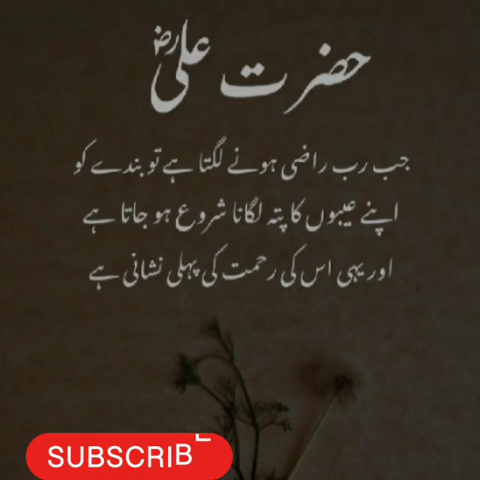 حضرت علیؓ
جب رب راضی ہونے لگتا ہے تو بندے کو
اپنے عیبوں کا پتہ لگانا شروع ہو جاتا ہے
اور یہی اس کی رحمت کی پہلی نشانی ہے
SUBSCRIBE